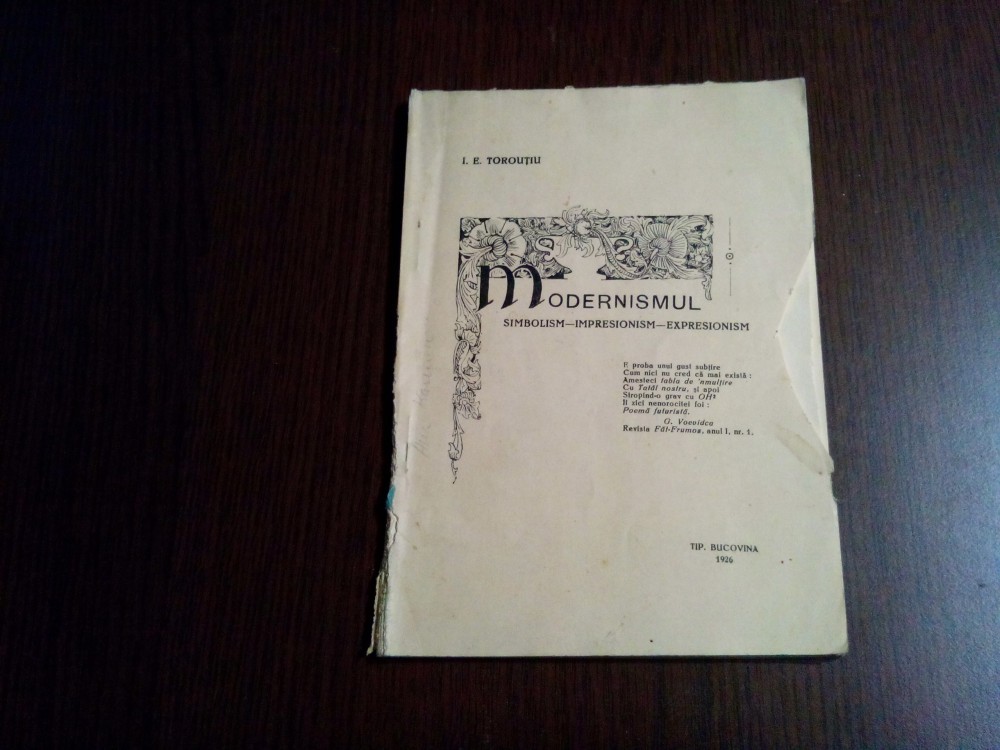 I. E. TOROUȚIU
MODERNISMUL
SIMBOLISM—IMPRESIONISM—EXPRESIONISM
E proba unui gust subțire
Cum nici nu cred că mai există :
Amesteci tabla de 'nmulțire
Cu Tatăl nostru, și apoi
Stropind-o grav cu OH²
Îi zici nenorocitei foi :
Poemă futuristă.
G. Voevidca
Revista Făt-Frumos, anul I, nr. 1.
TIP. BUCOVINA
1926